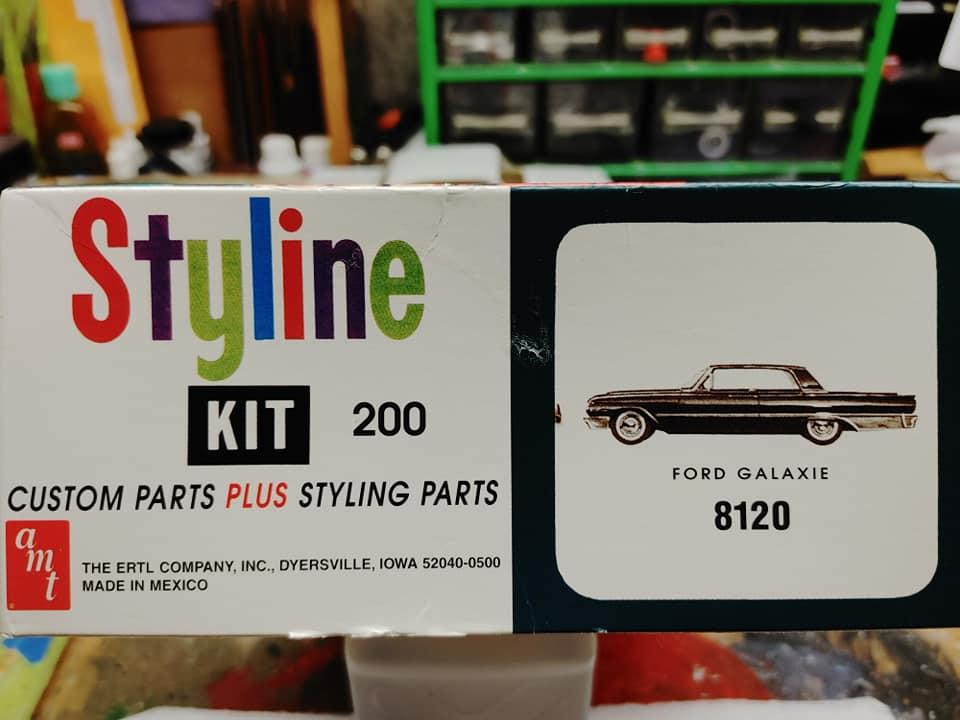 Styline
KIT 200
CUSTOM PARTS PLUS STYLING PARTS
amt
THE ERTL COMPANY, INC., DYERSVILLE, IOWA 52040-0500
MADE IN MEXICO
FORD GALAXIE
8120